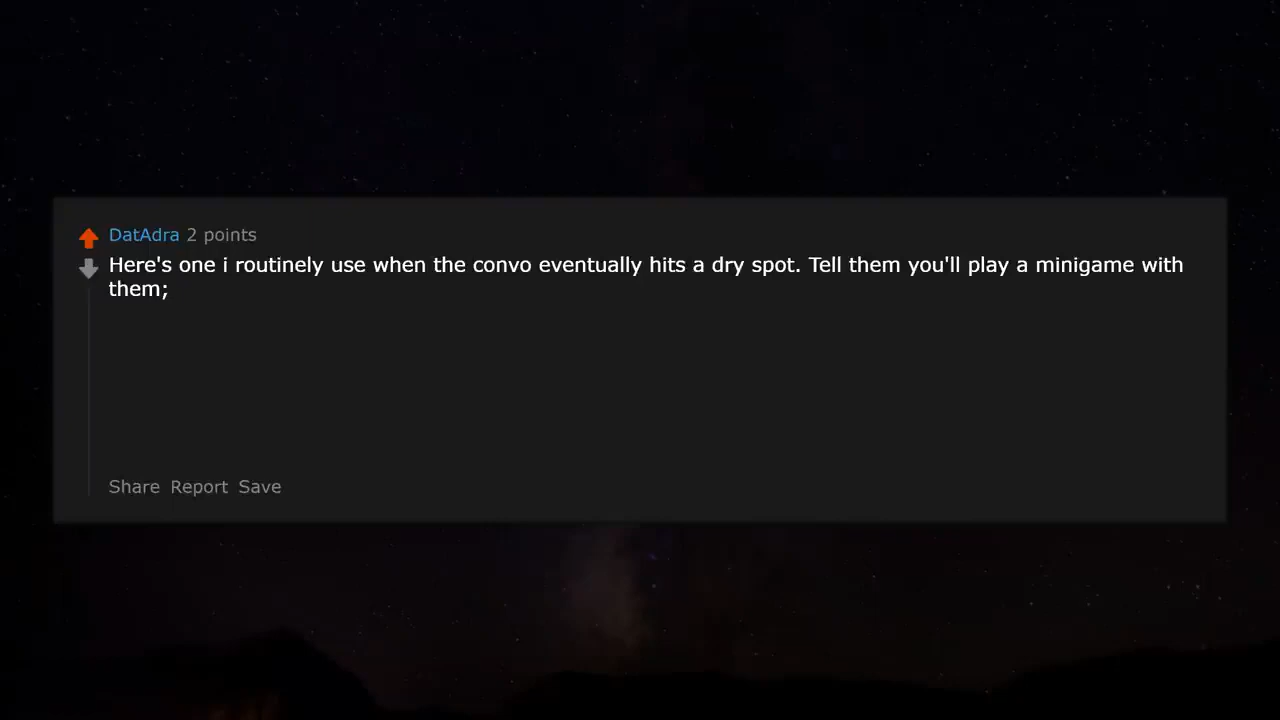 DatAdra 2 points
Here's one i routinely use when the convo eventually hits a dry spot. Tell them you'll play a minigame with
them;
Share Report Save